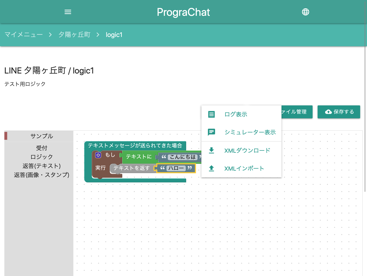 PrograChat
マイメニュー > 夕陽ヶ丘町 > logic1
LINE 夕陽ヶ丘町 / logic1
テスト用ロジック
ァイル管理
保存する
ログ表示
シミュレーター表示
XMLダウンロード
XMLインポート
サンプル
受付
ロジック
返答(テキスト)
返答(画像・スタンプ)
テキストメッセージが送られてきた場合
もし テキストに “ こんにちは
実行 テキストを返す “ ハロー ”